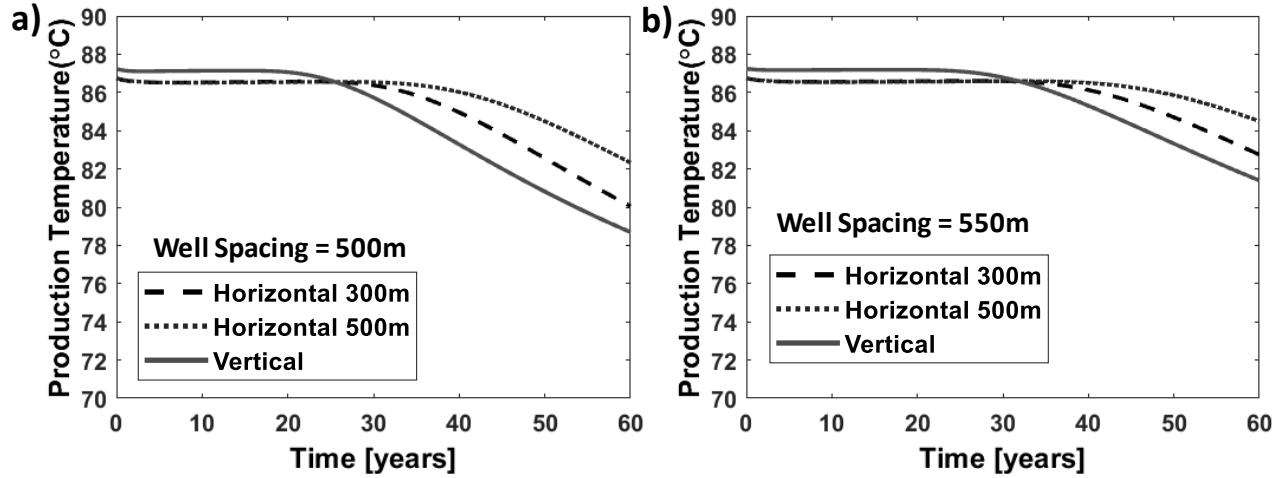 a)
Production Temperature(°C)
90
88
86
84
82
80
78
76
74
72
70
Well Spacing = 500m
Horizontal 300m
Horizontal 500m
Vertical
0 10 20 30 40 50 60
Time [years]
b)
Production Temperature(°C)
90
88
86
84
82
80
78
76
74
72
70
Well Spacing = 550m
Horizontal 300m
Horizontal 500m
Vertical
0 10 20 30 40 50 60
Time [years]